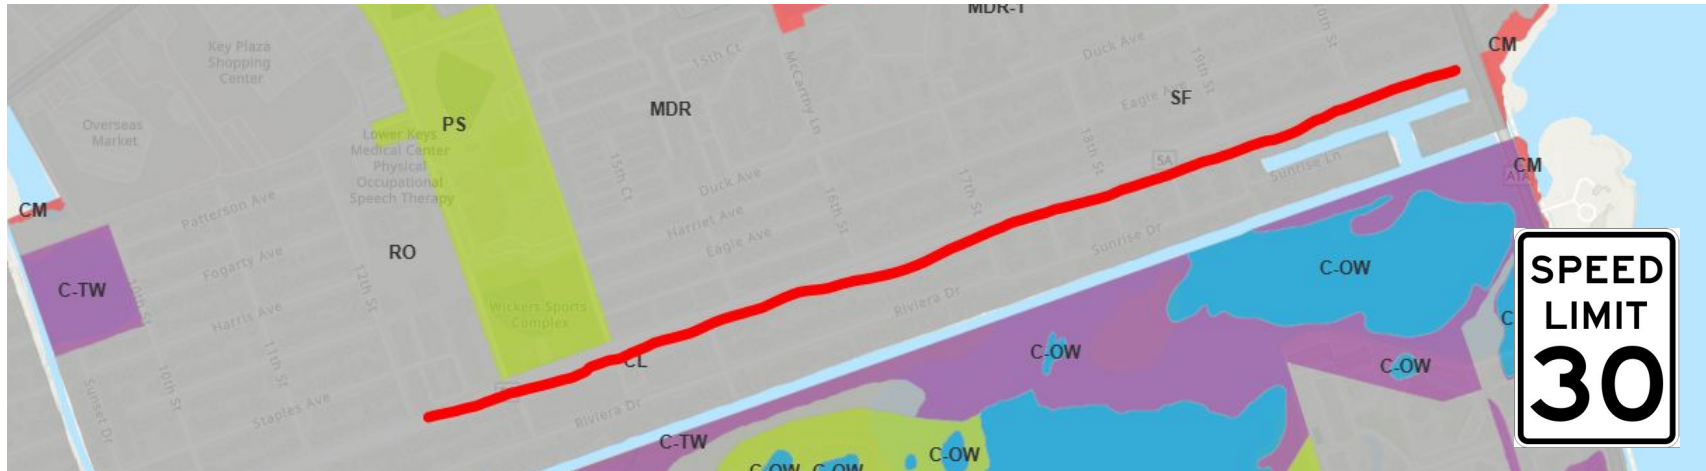 MDR-1
Key Plaza
Shopping
Center
15th Ct
McCarthy Ln
Duck Ave
19th St
CM
Overseas
Market
PS
Lower Keys
Medical Center
Physical
Occupational
Speech Therapy
MDR
Eagle Ave
SF
18th St
5A
Sunrise Ln
CM
A1A
CM
Patterson Ave
15th Ct
Duck Ave
16th St
17th St
Harriet Ave
Eagle Ave
Sunrise Dr
RO
Fogarty Ave
12th St
C-TW
10th St
Harris Ave
Wickers Sports
Complex
Riviera Dr
C-OW
SPEED
LIMIT
30
C-OW
C-OW
CL
11th St
10th St
Sunset Dr
Staples Ave
Riviera Dr
C-TW
C-OW
C-OW
C-OW